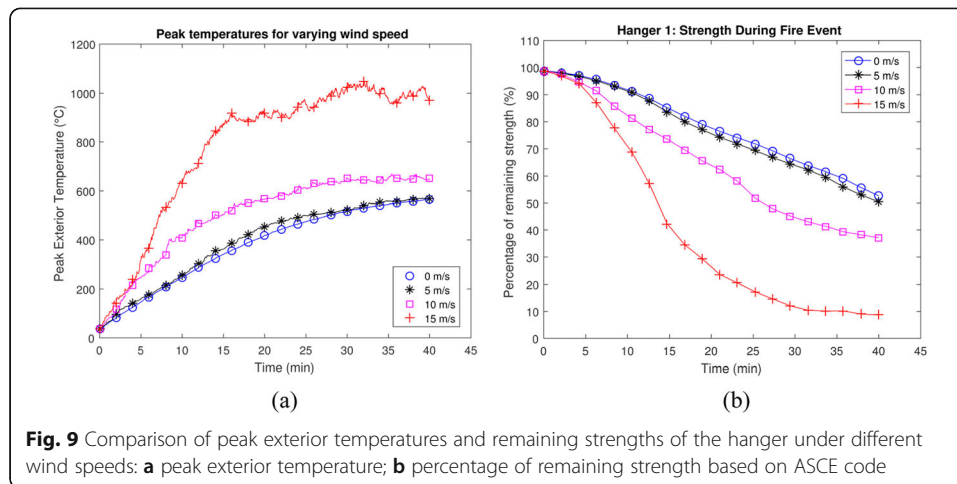 Peak temperatures for varying wind speed
1200
1000
800
600
400
200
0
Peak Exterior Temperature (°C)
0 m/s
5 m/s
10 m/s
15 m/s
0 5 10 15 20 25 30 35 40 45
Time (min)
(a)
Hanger 1: Strength During Fire Event
110
100
90
80
70
60
50
40
30
20
10
0
Percentage of remaining strength (%)
0 m/s
5 m/s
10 m/s
15 m/s
0 5 10 15 20 25 30 35 40 45
Time (min)
(b)
Fig. 9 Comparison of peak exterior temperatures and remaining strengths of the hanger under different
wind speeds: a peak exterior temperature; b percentage of remaining strength based on ASCE code